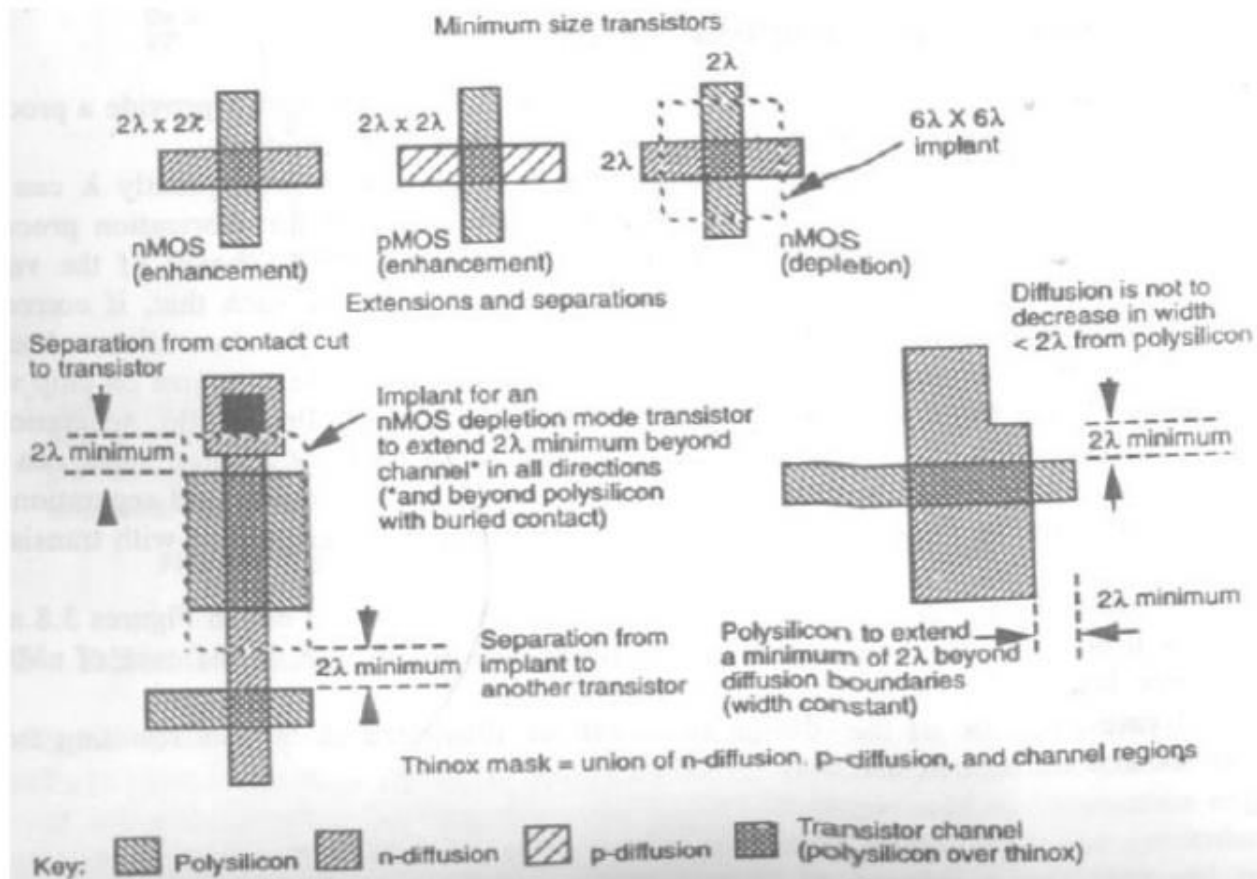 Minimum size transistors
2λ
2λ x 2λ
2λ x 2λ
6λ X 6λ
implant
2λ
nMOS
(enhancement)
pMOS
(enhancement)
nMOS
(depletion)
Extensions and separations
Diffusion is not to
decrease in width
< 2λ from polysilicon
Separation from contact cut
to transistor
2λ minimum
Implant for an
nMOS depletion mode transistor
to extend 2λ minimum beyond
channel* in all directions
(*and beyond polysilicon
with buried contact)
2λ minimum
2λ minimum
2λ minimum
Separation from
implant to
another transistor
Polysilicon to extend
a minimum of 2λ beyond
diffusion boundaries
(width constant)
Thinox mask = union of n-diffusion, p-diffusion, and channel regions
Key: Polysilicon n-diffusion p-diffusion Transistor channel
(polysilicon over thinox)